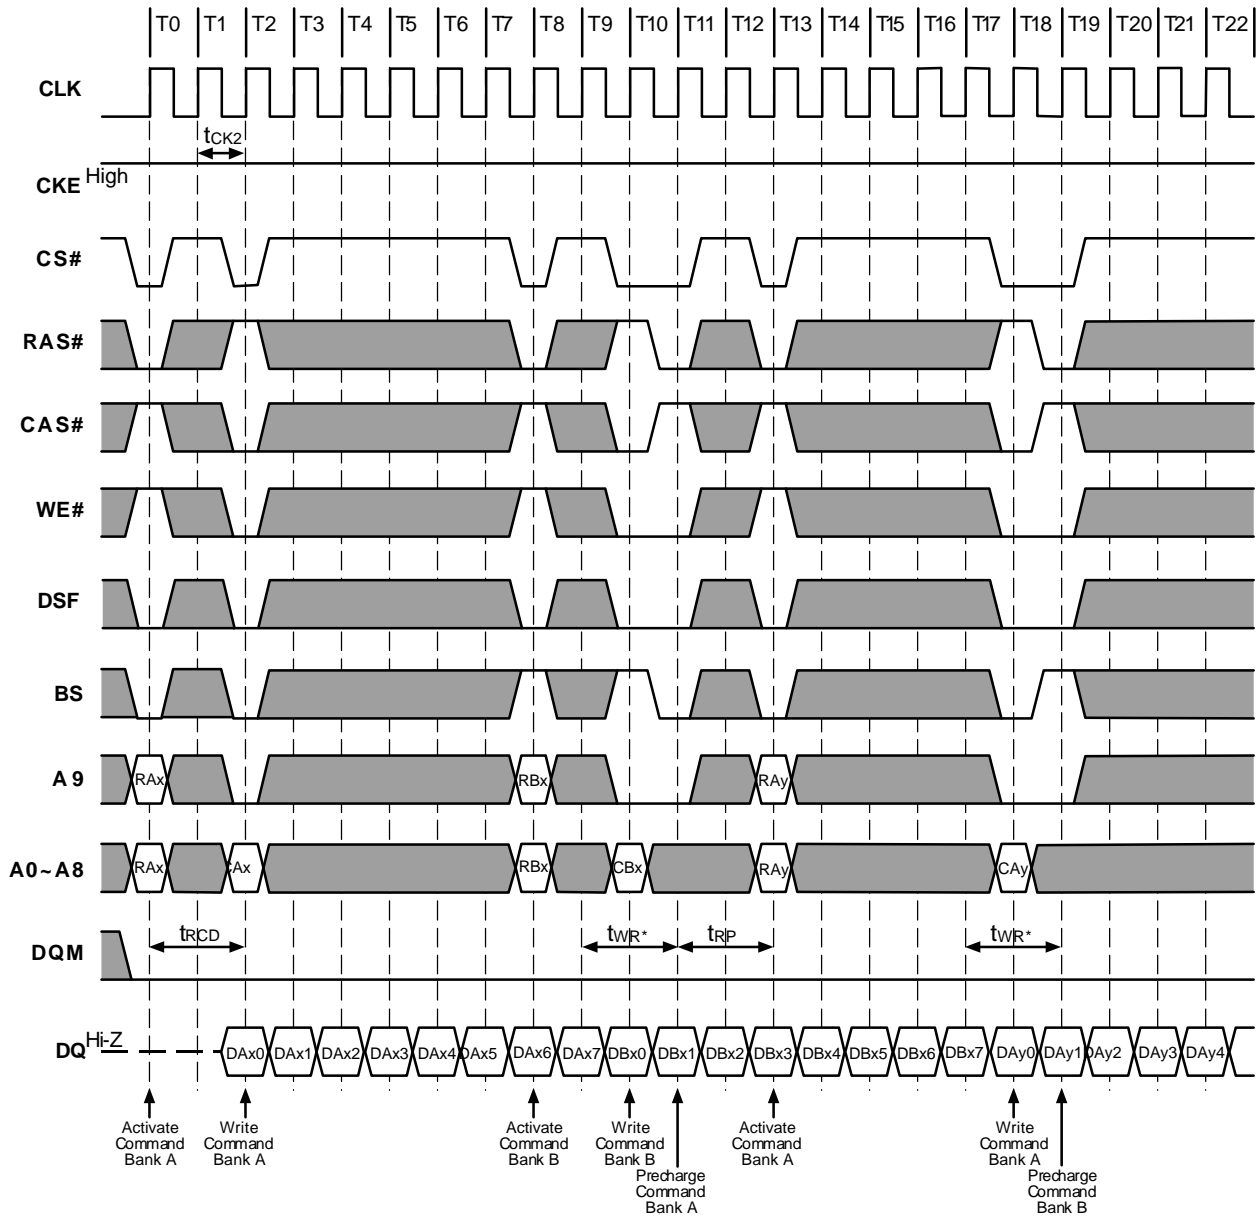 T0 T1 T2 T3 T4 T5 T6 T7 T8 T9 T10 T11 T12 T13 T14 T15 T16 T17 T18 T19 T20 T21 T22
CLK
tCK2
CKE High
CS#
RAS#
CAS#
WE#
DSF
BS
A9 RAx RBx RAy
A0~A8 RAx CAx RBx CBx RAy CAy
DQM tRCD tWR* tRP tWR*
DQ Hi-Z DAx0 DAx1 DAx2 DAx3 DAx4 DAx5 DAx6 DAx7 DBx0 DBx1 DBx2 DBx3 DBx4 DBx5 DBx6 DBx7 DAy0 DAy1 DAy2 DAy3 DAy4
Activate Write Activate Write Activate Write
Command Command Command Command Command Command
Bank A Bank A Bank B Bank B Bank A Bank A
Precharge Precharge
Command Command
Bank A Bank B